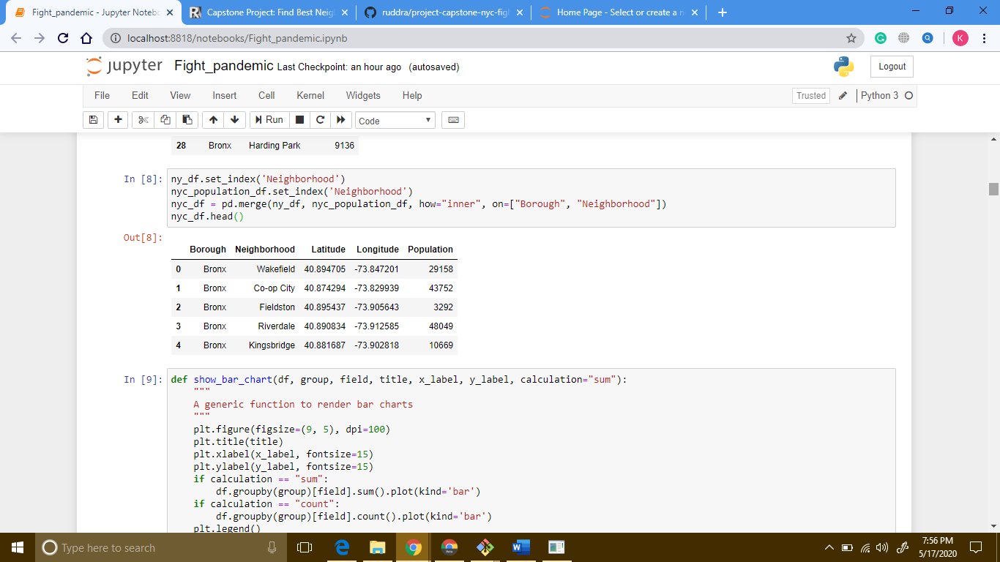 Fight_pandemic - Jupyter Notebo
Capstone Project: Find Best Neig
ruddra/project-capstone-nyc-fig
Home Page - Select or create a n
localhost:8818/notebooks/Fight_pandemic.ipynb
K
jupyter Fight_pandemic Last Checkpoint: an hour ago (autosaved)
Logout
File Edit View Insert Cell Kernel Widgets Help
Trusted Python 3
Run Code
28 Bronx Harding Park 9136
In [8]: ny_df.set_index('Neighborhood')
nyc_population_df.set_index('Neighborhood')
nyc_df = pd.merge(ny_df, nyc_population_df, how="inner", on=["Borough", "Neighborhood"])
nyc_df.head()
Out[8]:
Borough Neighborhood Latitude Longitude Population
0 Bronx Wakefield 40.894705 -73.847201 29158
1 Bronx Co-op City 40.874294 -73.829939 43752
2 Bronx Fieldston 40.895437 -73.905643 3292
3 Bronx Riverdale 40.890834 -73.912585 48049
4 Bronx Kingsbridge 40.881687 -73.902818 10669
In [9]: def show_bar_chart(df, group, field, title, x_label, y_label, calculation="sum"):
"""
A generic function to render bar charts
"""
plt.figure(figsize=(9, 5), dpi=100)
plt.title(title)
plt.xlabel(x_label, fontsize=15)
plt.ylabel(y_label, fontsize=15)
if calculation == "sum":
df.groupby(group)[field].sum().plot(kind='bar')
if calculation == "count":
df.groupby(group)[field].count().plot(kind='bar')
plt.legend()
Type here to search
7:56 PM
5/17/2020